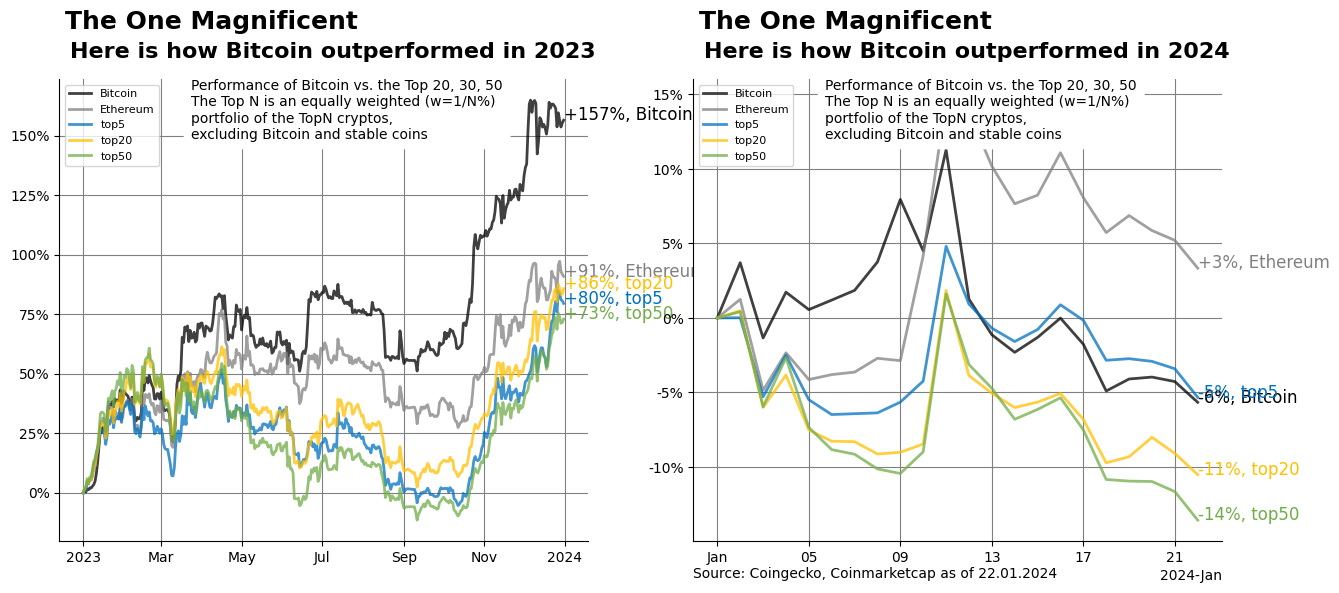 The One Magnificent
Here is how Bitcoin outperformed in 2023
Bitcoin
Ethereum
top5
top20
top50
Performance of Bitcoin vs. the Top 20, 30, 50
The Top N is an equally weighted (w=1/N%)
portfolio of the TopN cryptos,
excluding Bitcoin and stable coins
150%
125%
100%
75%
50%
25%
0%
+157%, Bitcoin
+91%, Ethereum
+86%, top20
+80%, top5
+73%, top50
2023
Mar
May
Jul
Sep
Nov
2024
The One Magnificent
Here is how Bitcoin outperformed in 2024
Bitcoin
Ethereum
top5
top20
top50
Performance of Bitcoin vs. the Top 20, 30, 50
The Top N is an equally weighted (w=1/N%)
portfolio of the TopN cryptos,
excluding Bitcoin and stable coins
15%
10%
5%
0%
-5%
-10%
+3%, Ethereum
-5%, top5
-6%, Bitcoin
-11%, top20
-14%, top50
Jan
05
09
13
17
21
2024-Jan
Source: Coingecko, Coinmarketcap as of 22.01.2024